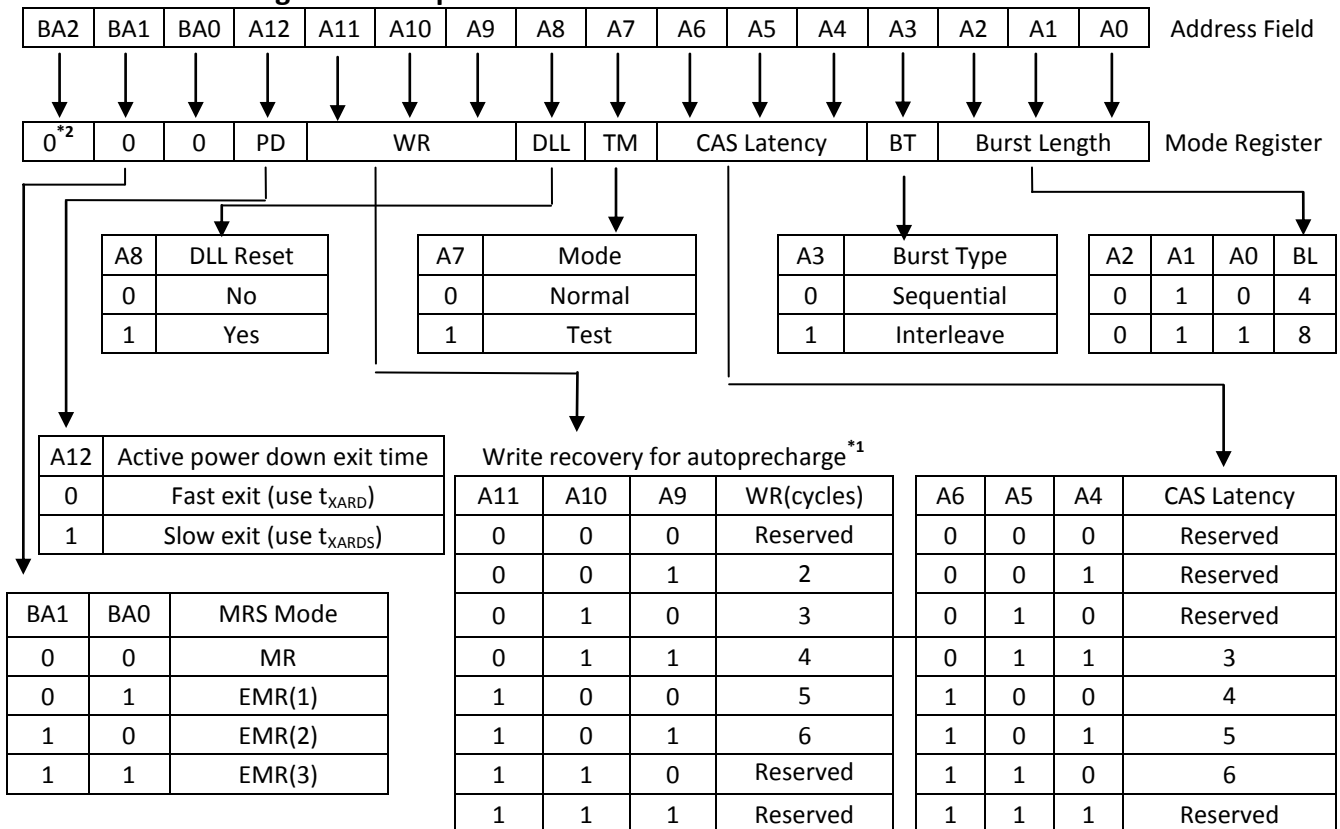 BA2 BA1 BA0 A12 A11 A10 A9 A8 A7 A6 A5 A4 A3 A2 A1 A0 Address Field
0*2 0 0 PD WR DLL TM CAS Latency BT Burst Length Mode Register
A8 DLL Reset
0 No
1 Yes
A7 Mode
0 Normal
1 Test
A3 Burst Type
0 Sequential
1 Interleave
A2 A1 A0 BL
0 1 0 4
0 1 1 8
A12 Active power down exit time
0 Fast exit (use tXARD)
1 Slow exit (use tXARDS)
Write recovery for autoprecharge*1
A11 A10 A9 WR(cycles)
0 0 0 Reserved
0 0 1 2
0 1 0 3
0 1 1 4
1 0 0 5
1 0 1 6
1 1 0 Reserved
1 1 1 Reserved
A6 A5 A4 CAS Latency
0 0 0 Reserved
0 0 1 Reserved
0 1 0 Reserved
0 1 1 3
1 0 0 4
1 0 1 5
1 1 0 6
1 1 1 Reserved
BA1 BA0 MRS Mode
0 0 MR
0 1 EMR(1)
1 0 EMR(2)
1 1 EMR(3)